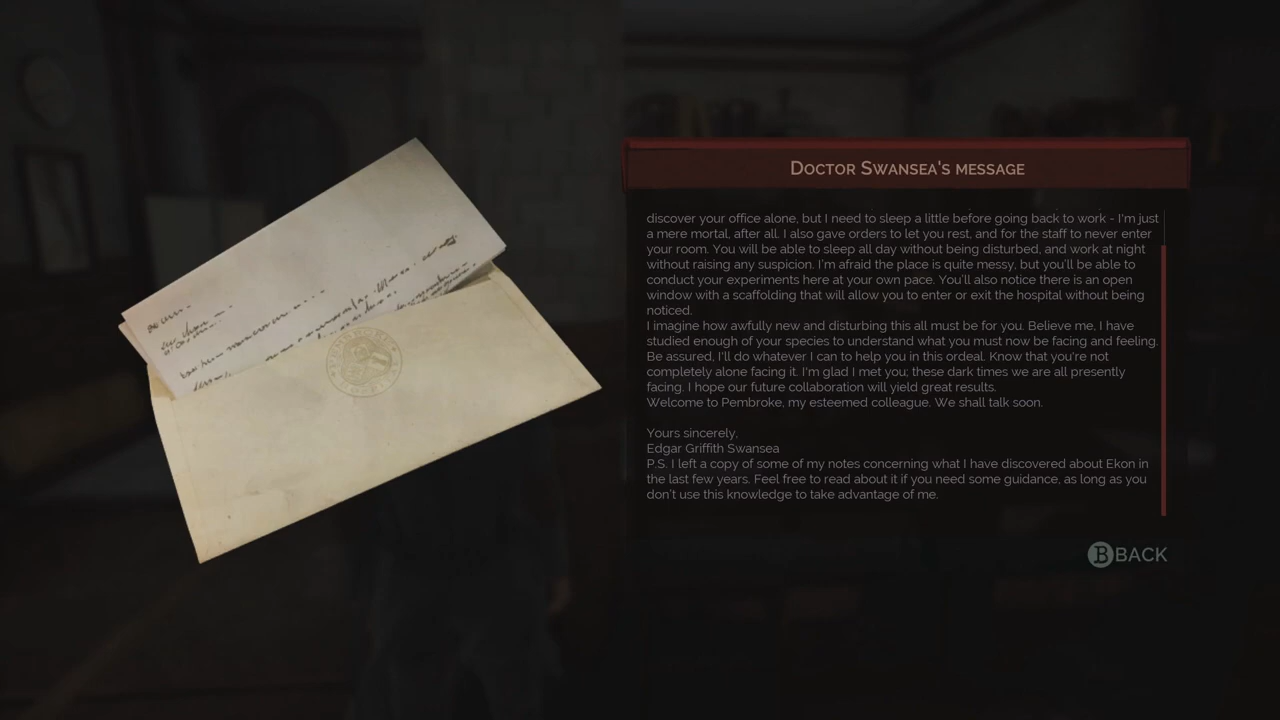 Doctor Swansea's message
discover your office alone, but I need to sleep a little before going back to work - I'm just
a mere mortal, after all. I also gave orders to let you rest, and for the staff to never enter
your room. You will be able to sleep all day without being disturbed, and work at night
without raising any suspicion. I'm afraid the place is quite messy, but you'll be able to
conduct your experiments here at your own pace. You'll also notice there is an open
window with a scaffolding that will allow you to enter or exit the hospital without being
noticed.
I imagine how awfully new and disturbing this all must be for you. Believe me, I have
studied enough of your species to understand what you must now be facing and feeling.
Be assured, I'll do whatever I can to help you in this ordeal. Know that you're not
completely alone facing it. I'm glad I met you; these dark times we are all presently
facing. I hope our future collaboration will yield great results.
Welcome to Pembroke, my esteemed colleague. We shall talk soon.
Yours sincerely,
Edgar Griffith Swansea
P.S. I left a copy of some of my notes concerning what I have discovered about Ekon in
the last few years. Feel free to read about it if you need some guidance, as long as you
don't use this knowledge to take advantage of me.
B BACK